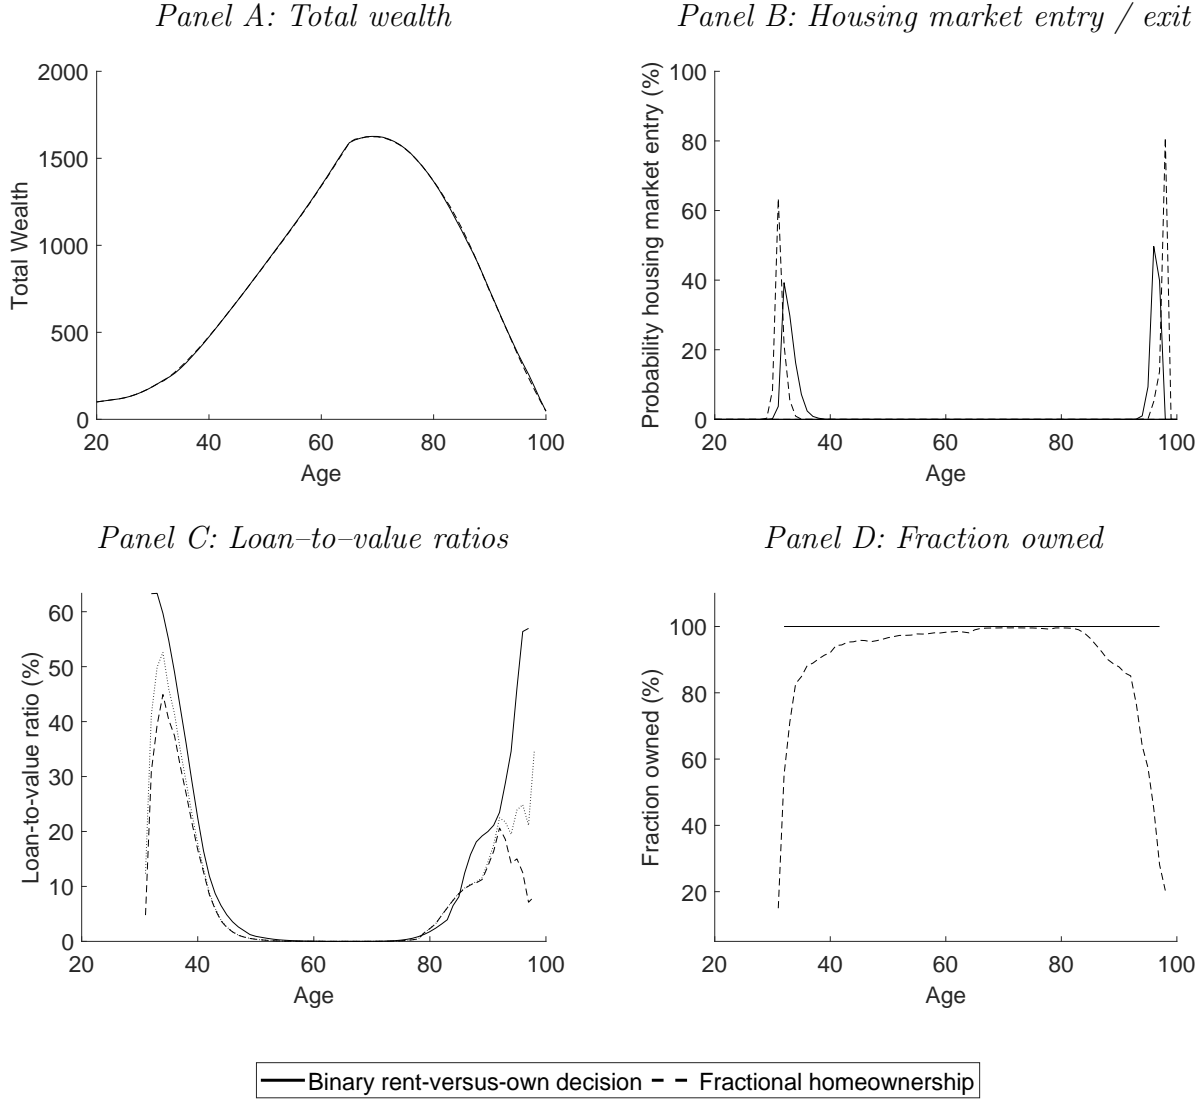 Panel A: Total wealth
2000
1500
1000
500
0
Total Wealth
20 40 60 80 100
Age
Panel B: Housing market entry / exit
100
80
60
40
20
0
Probability housing market entry (%)
20 40 60 80 100
Age
Panel C: Loan–to–value ratios
60
50
40
30
20
10
0
Loan-to-value ratio (%)
20 40 60 80 100
Age
Panel D: Fraction owned
100
80
60
40
20
Fraction owned (%)
20 40 60 80 100
Age
Binary rent-versus-own decision Fractional homeownership